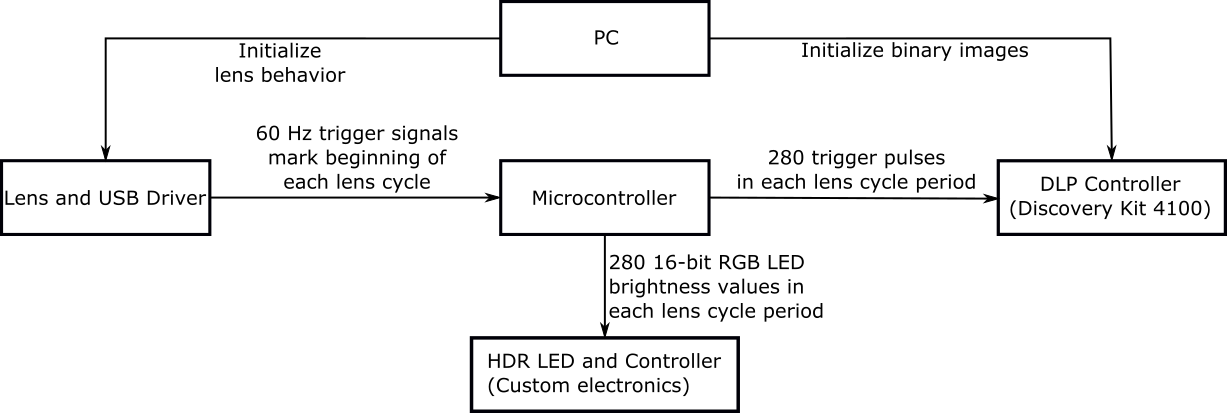 PC
Initialize
lens behavior
Initialize binary images
60 Hz trigger signals
mark beginning of
each lens cycle
280 trigger pulses
in each lens cycle period
Lens and USB Driver
Microcontroller
DLP Controller
(Discovery Kit 4100)
280 16-bit RGB LED
brightness values in
each lens cycle period
HDR LED and Controller
(Custom electronics)